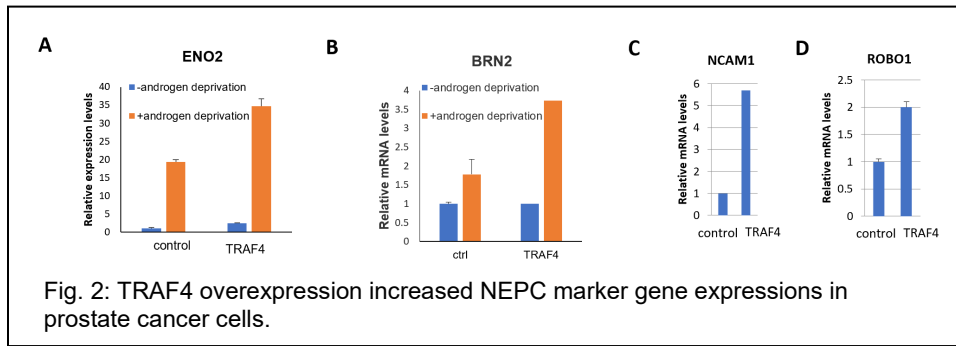 A
ENO2
Relative expression levels
40
35
30
25
20
15
10
5
0
-androgen deprivation
+androgen deprivation
control
TRAF4
B
BRN2
Relative mRNA levels
4
3.5
3
2.5
2
1.5
1
0.5
0
-androgen deprivation
+androgen deprivation
ctrl
TRAF4
C
NCAM1
Relative mRNA levels
6
5
4
3
2
1
0
control TRAF4
D
ROBO1
Relative mRNA levels
2.5
2
1.5
1
0.5
0
control TRAF4
Fig. 2: TRAF4 overexpression increased NEPC marker gene expressions in
prostate cancer cells.